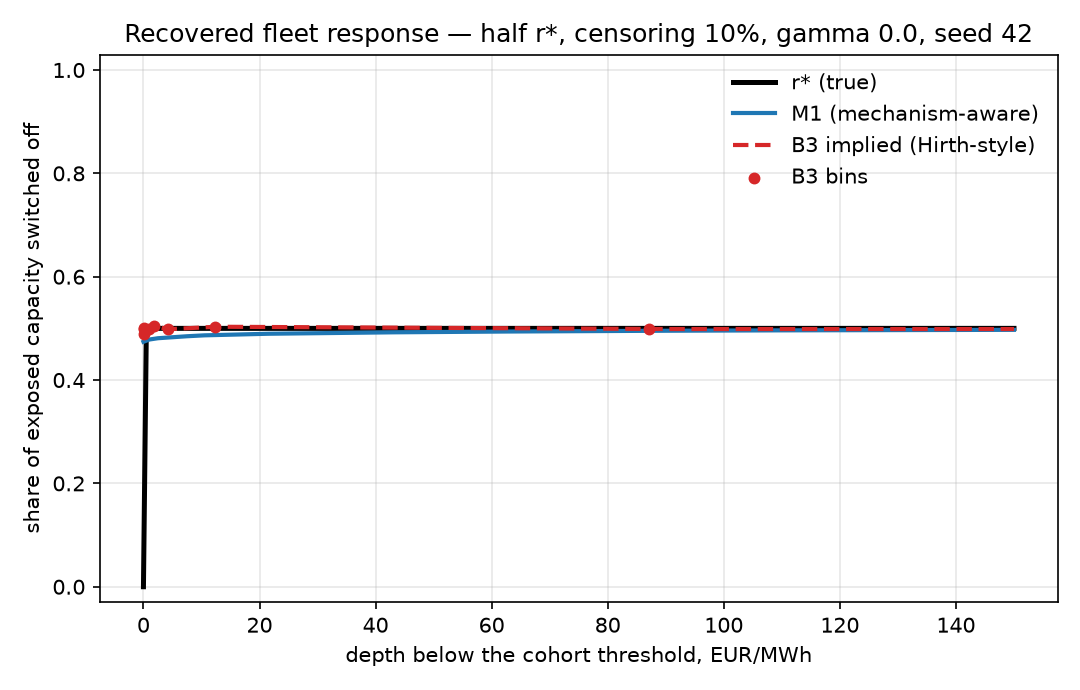 Recovered fleet response — half r*, censoring 10%, gamma 0.0, seed 42
r* (true)
M1 (mechanism-aware)
B3 implied (Hirth-style)
B3 bins
share of exposed capacity switched off
1.0
0.8
0.6
0.4
0.2
0.0
0 20 40 60 80 100 120 140
depth below the cohort threshold, EUR/MWh